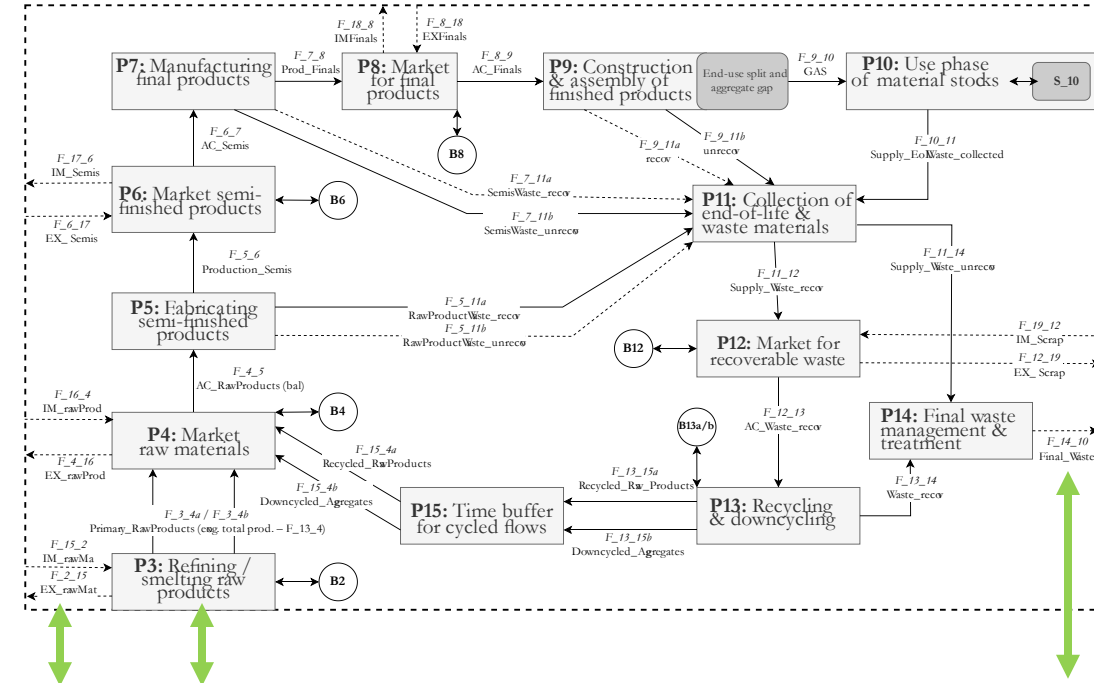 F_18_8
IMFinals
F_8_18
EXFinals
P7: Manufacturing
final products
F_7_8
Prod_Finals
P8: Market
for final
products
F_8_9
AC_Finals
P9: Construction
& assembly of
finished products
End-use split and
aggregate gap
F_9_10
GAS
P10: Use phase
of material stocks
S_10
F_6_7
AC_Semis
B8
F_9_11a
recov
F_9_11b
unrecov
F_10_11
Supply_EoLWaste_collected
F_17_6
IM_Semis
P6: Market semi-
finished products
B6
F_7_11a
SemisWaste_recov
F_7_11b
SemisWaste_unrecov
P11: Collection of
end-of-life &
waste materials
F_6_17
EX_ Semis
F_5_6
Production_Semis
F_11_12
Supply_Waste_recov
F_11_14
Supply_Waste_unrecov
P5: Fabricating
semi-finished
products
F_5_11a
RawProductWaste_recov
F_5_11b
RawProductWaste_unrecov
B12
P12: Market for
recoverable waste
F_19_12
IM_Scrap
F_12_19
EX_ Scrap
F_4_5
AC_RawProducts (bal)
F_16_4
IM_rawProd
P4: Market
raw materials
B4
F_4_16
EX_rawProd
F_12_13
AC_Waste_recov
B13a/b
P14: Final waste
management &
treatment
F_14_10
Final_Waste
F_15_4a
Recycled_RawProducts
F_15_4b
Downcycled_Aggregates
F_13_15a
Recycled_Raw_Products
F_13_14
Waste_recov
P15: Time buffer
for cycled flows
P13: Recycling
& downcycling
F_13_15b
Downcycled_Aggregates
F_3_4a / F_3_4b
Primary_RawProducts (exog. total prod. – F_13_4)
F_15_2
IM_rawMa
F_2_15
EX_rawMat
P3: Refining /
smelting raw
products
B2